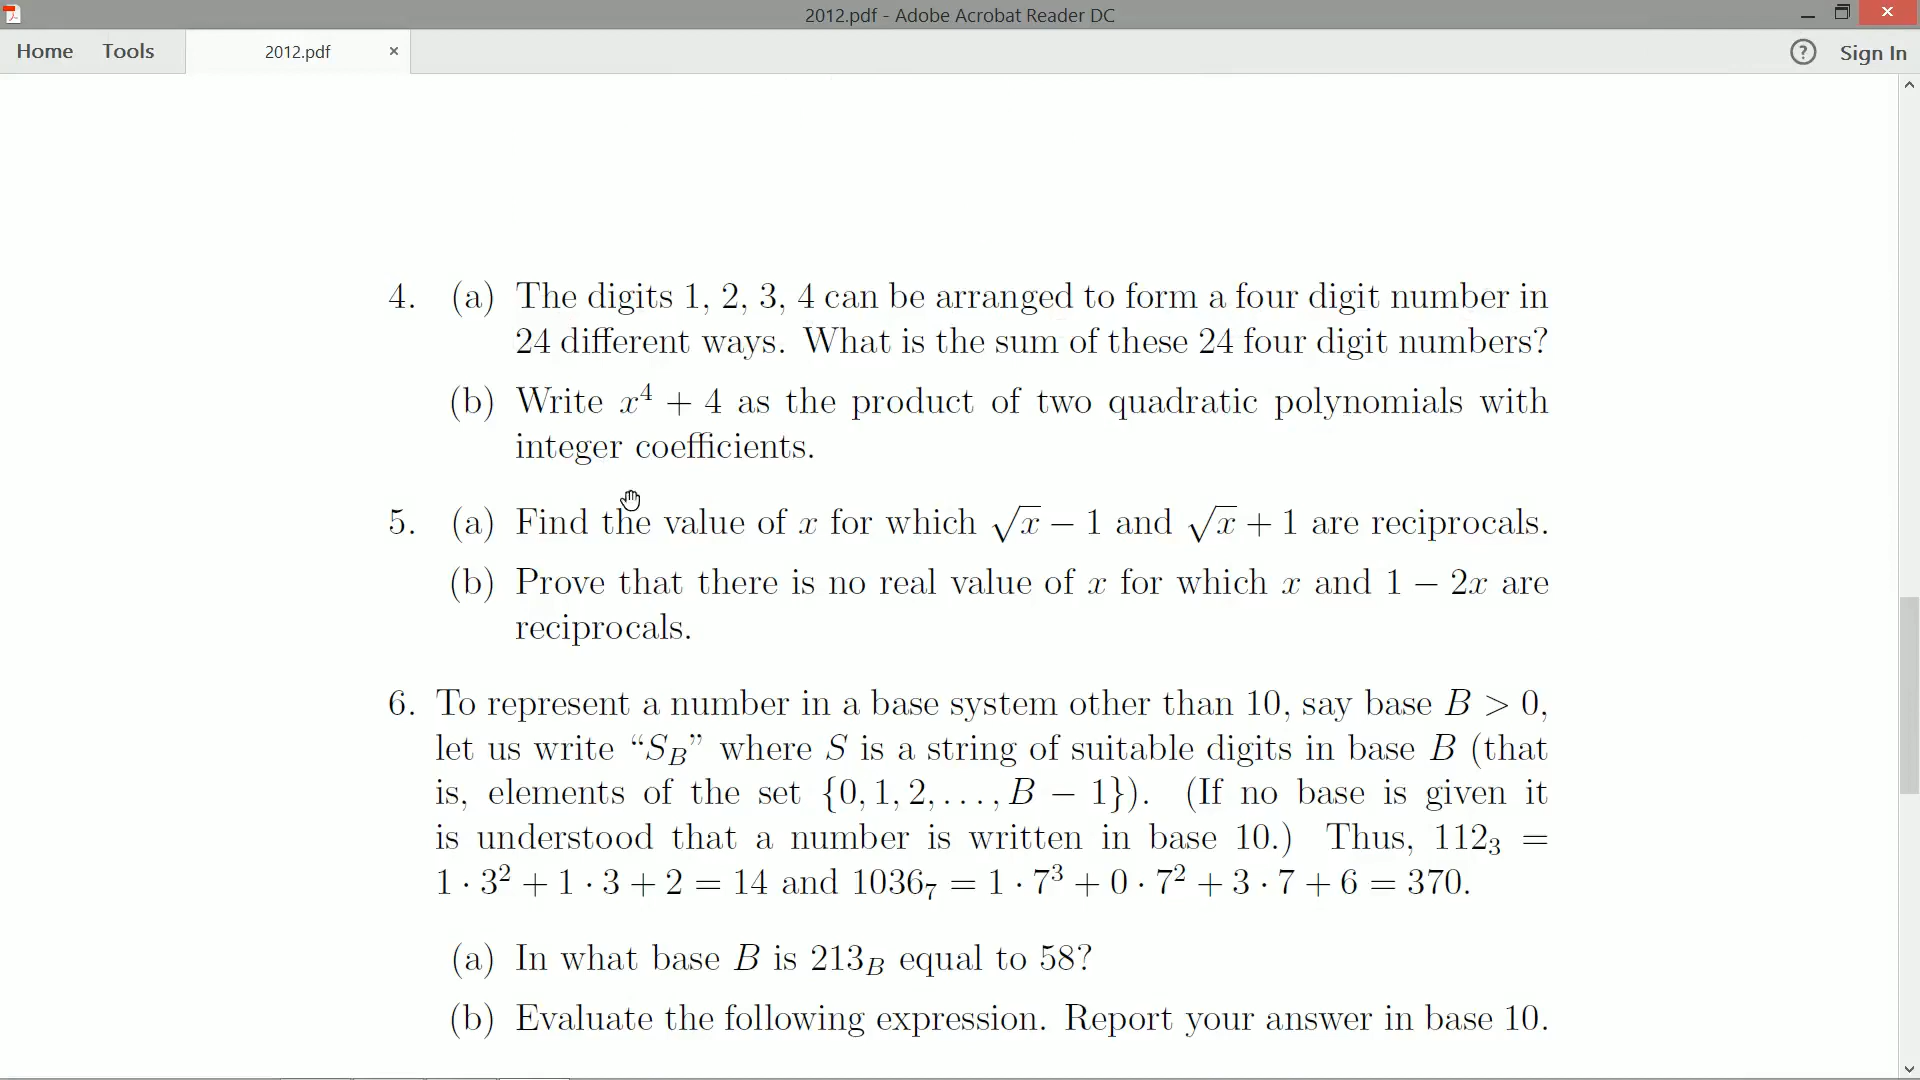 2012.pdf - Adobe Acrobat Reader DC
Home Tools 2012.pdf × ? Sign In
4. (a) The digits 1, 2, 3, 4 can be arranged to form a four digit number in
24 different ways. What is the sum of these 24 four digit numbers?
(b) Write x⁴ + 4 as the product of two quadratic polynomials with
integer coefficients.
5. (a) Find the value of x for which √x − 1 and √x + 1 are reciprocals.
(b) Prove that there is no real value of x for which x and 1 − 2x are
reciprocals.
6. To represent a number in a base system other than 10, say base B > 0,
let us write “S_B” where S is a string of suitable digits in base B (that
is, elements of the set {0, 1, 2, . . . , B − 1}). (If no base is given it
is understood that a number is written in base 10.) Thus, 112₃ =
1 · 3² + 1 · 3 + 2 = 14 and 1036₇ = 1 · 7³ + 0 · 7² + 3 · 7 + 6 = 370.
(a) In what base B is 213_B equal to 58?
(b) Evaluate the following expression. Report your answer in base 10.